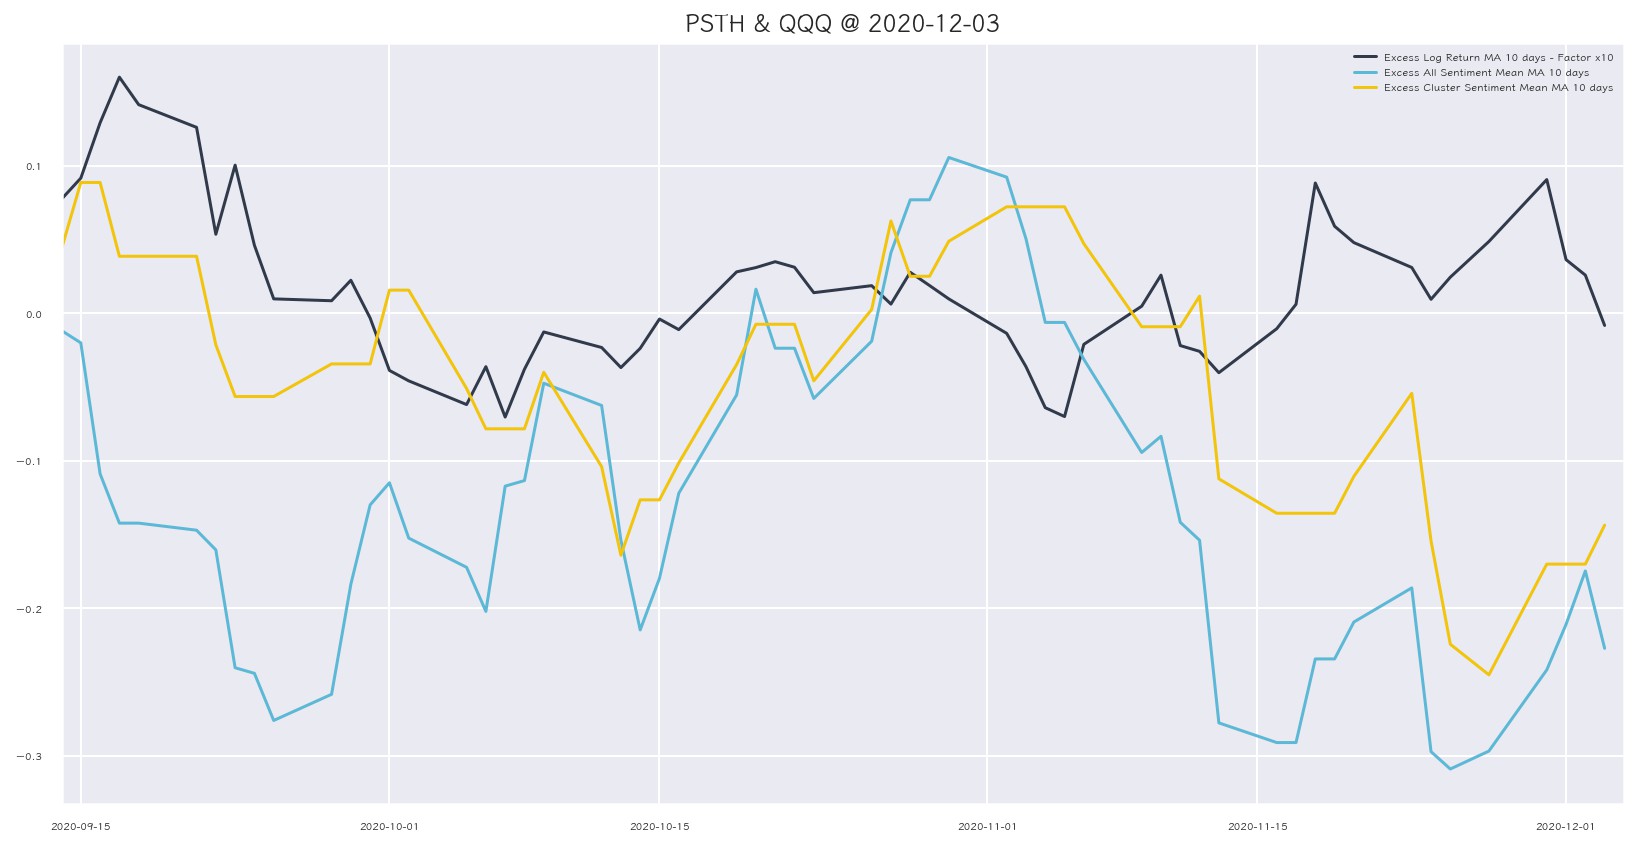 PSTH & QQQ @ 2020-12-03
Excess Log Return MA 10 days - Factor x10
Excess All Sentiment Mean MA 10 days
Excess Cluster Sentiment Mean MA 10 days
0.1
0.0
−0.1
−0.2
−0.3
2020-09-15 2020-10-01 2020-10-15 2020-11-01 2020-11-15 2020-12-01